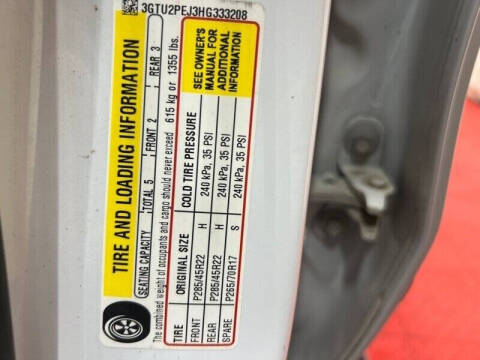 3GTU2PEJ3HG333208
TIRE AND LOADING INFORMATION
SEATING CAPACITY TOTAL 5 FRONT 2 REAR 3
The combined weight of occupants and cargo should never exceed 615 kg or 1355 lbs.
TIRE ORIGINAL SIZE COLD TIRE PRESSURE
FRONT P285/45R22 H 240 kPa, 35 PSI
REAR P285/45R22 H 240 kPa, 35 PSI
SPARE P265/70R17 S 240 kPa, 35 PSI
SEE OWNER'S
MANUAL FOR
ADDITIONAL
INFORMATION